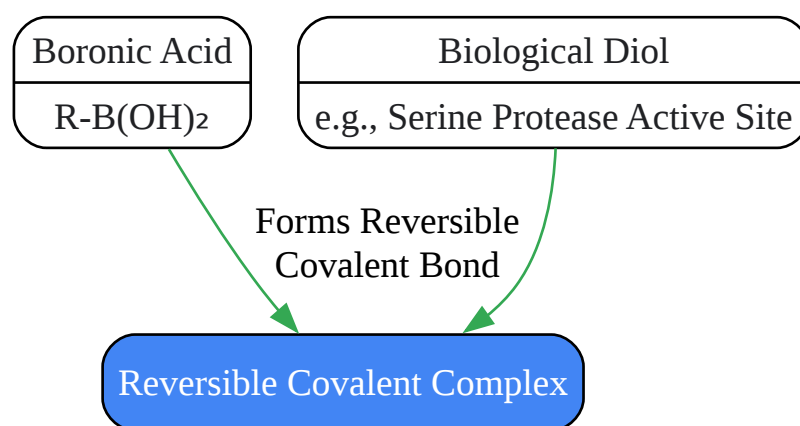 Boronic Acid
R-B(OH)₂
Biological Diol
e.g., Serine Protease Active Site
Forms Reversible
Covalent Bond
Reversible Covalent Complex